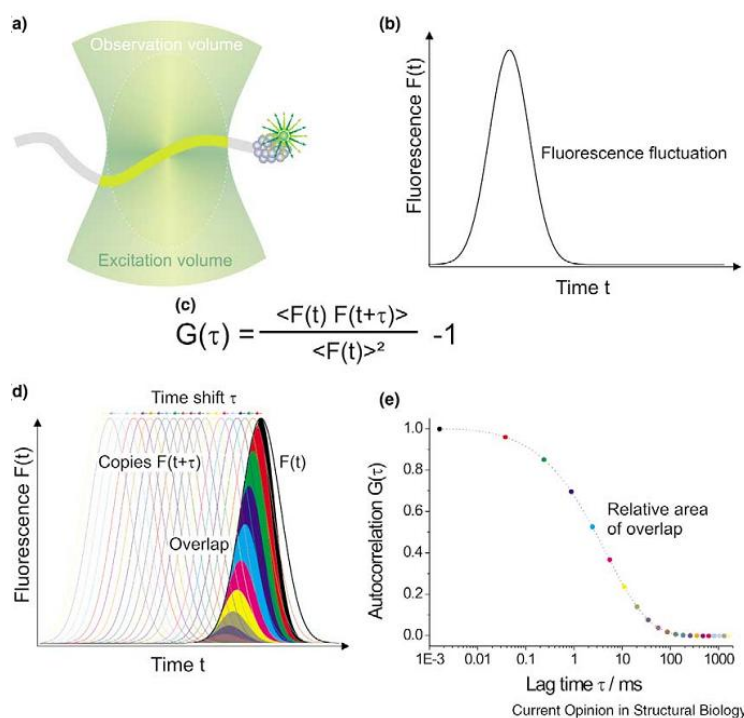 a)
Observation volume
Excitation volume
(b)
Fluorescence F(t)
Fluorescence fluctuation
Time t
(c)
G(τ) = <F(t) F(t+τ)> / <F(t)>² -1
d)
Time shift τ
Copies F(t+τ)
F(t)
Overlap
Fluorescence F(t)
Time t
(e)
Autocorrelation G(τ)
1.0
0.8
0.6
0.4
0.2
0.0
Relative area
of overlap
1E-3 0.01 0.1 1 10 100 1000
Lag time τ / ms
Current Opinion in Structural Biology